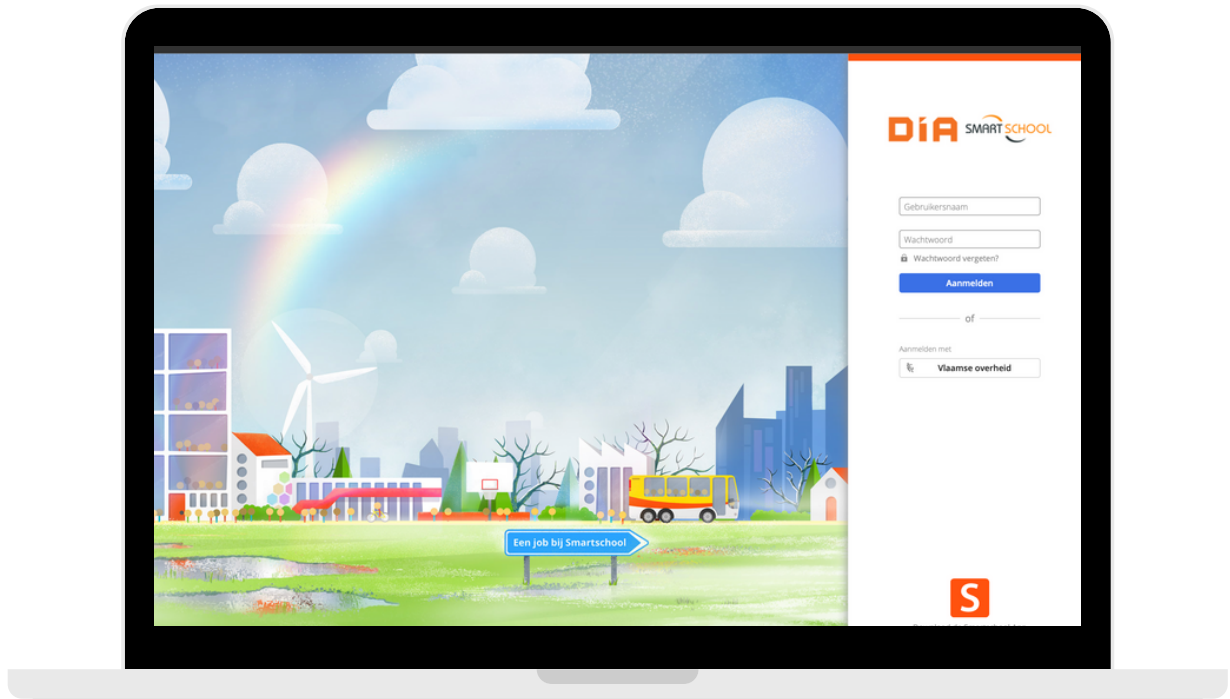 DIA SMARTSCHOOL
Gebruikersnaam
Wachtwoord
Wachtwoord vergeten?
Aanmelden
of
Aanmelden met
Vlaamse overheid
Een job bij Smartschool
S